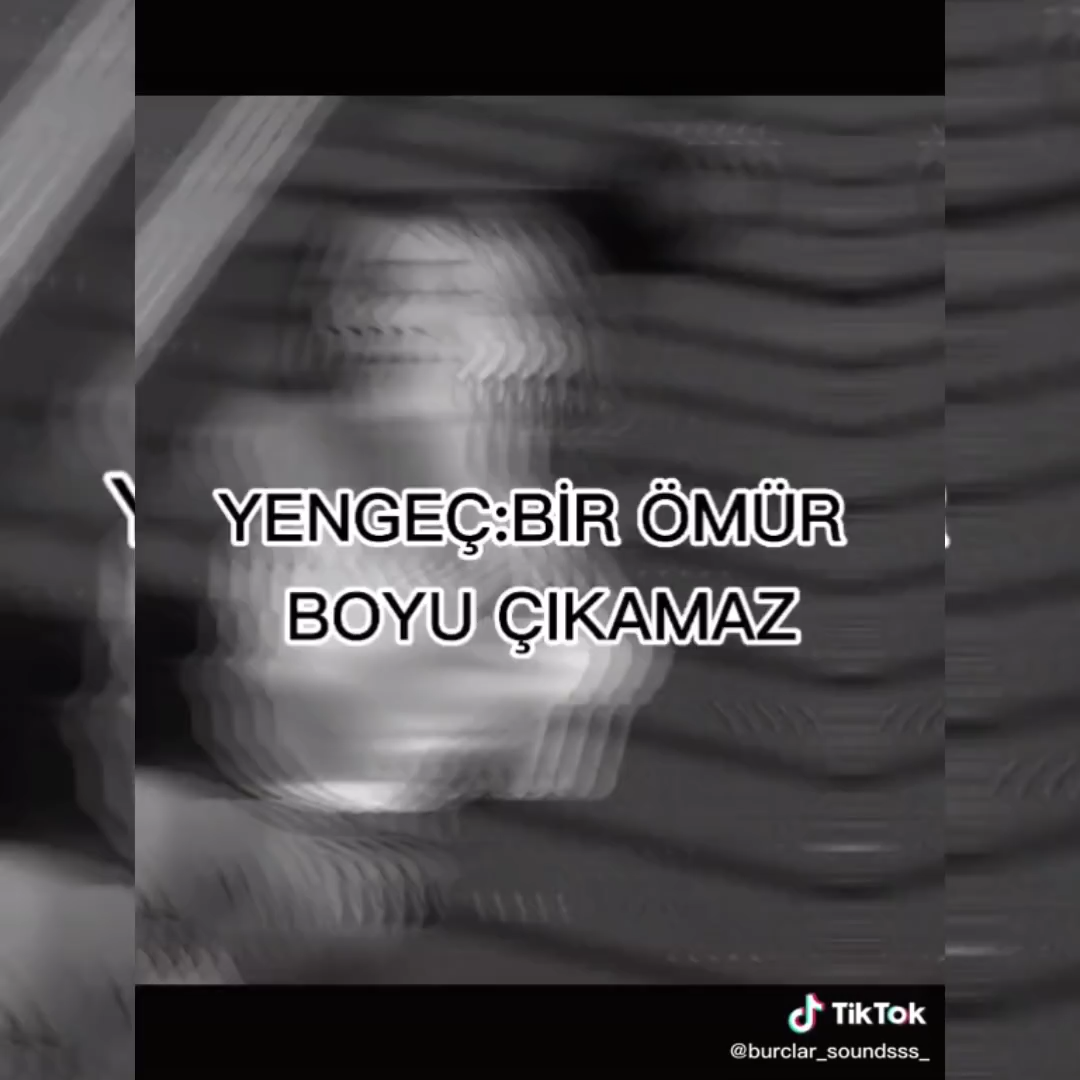 YENGEÇ:BİR ÖMÜR
BOYU ÇIKAMAZ
TikTok
@burclar_soundsss_